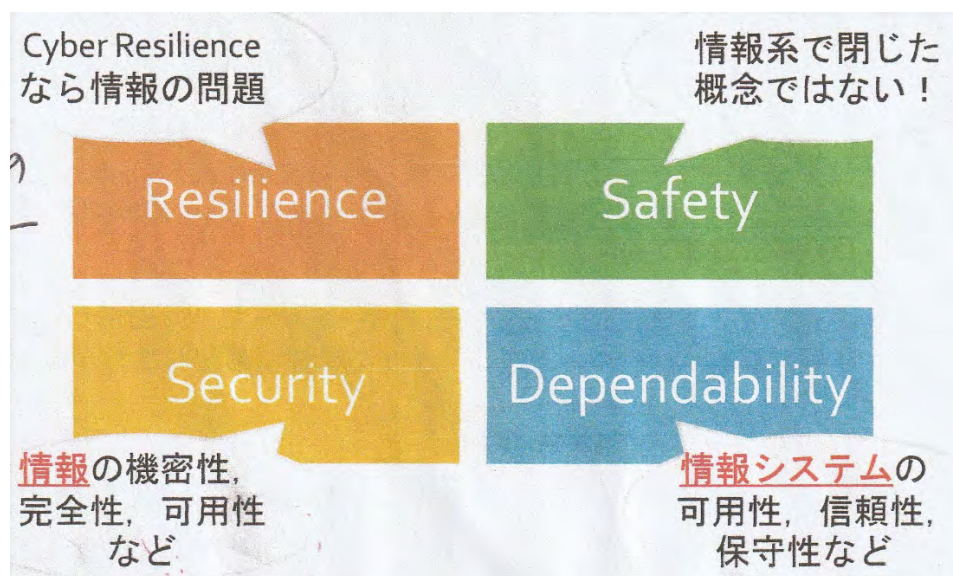 Cyber Resilience
なら情報の問題
情報系で閉じた
概念ではない！
Resilience
Safety
Security
Dependability
情報の機密性，
完全性，可用性
など
情報システムの
可用性，信頼性，
保守性など